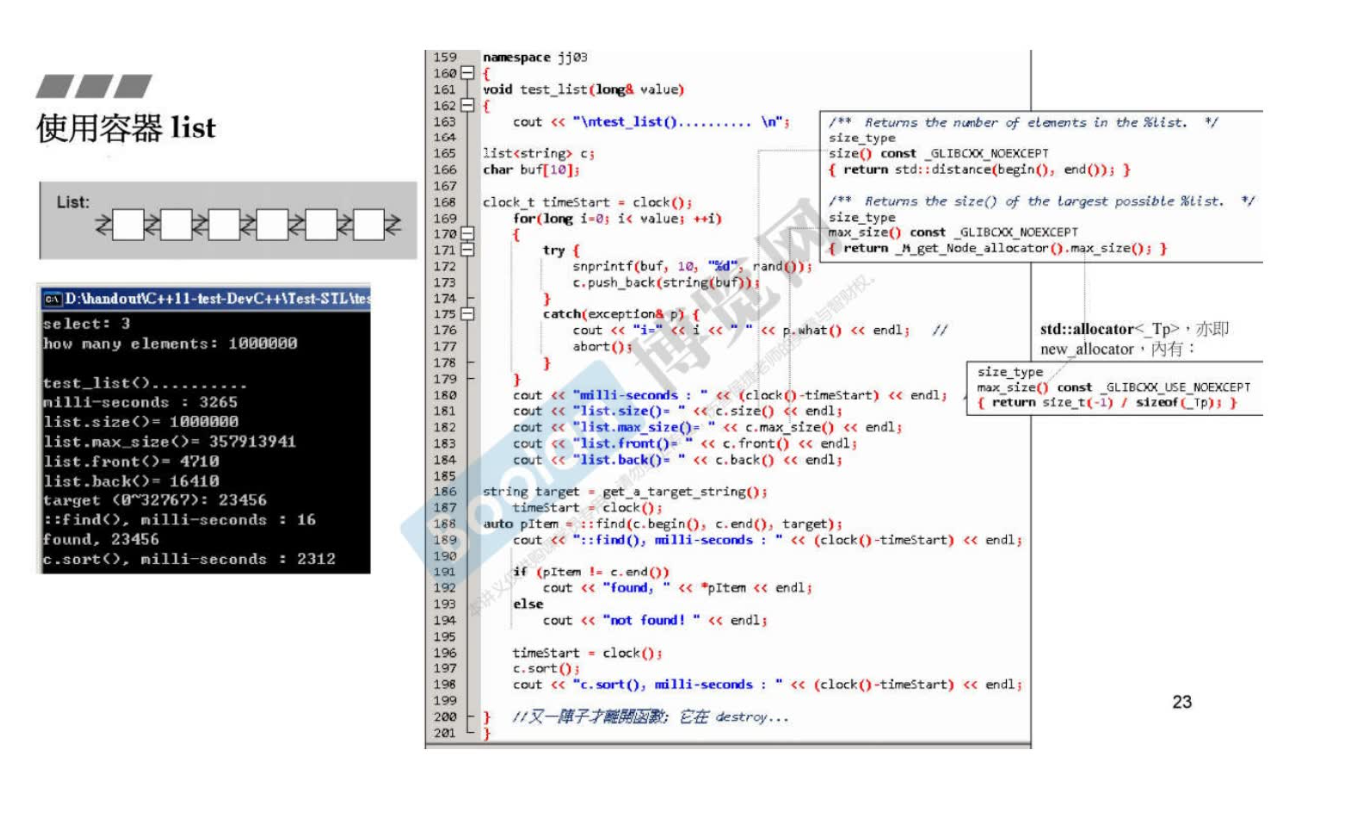 使用容器 list
List:
D:\handout\C++11-test-DevC++\Test-STL\tes
select: 3
how many elements: 1000000
test_list()..........
milli-seconds : 3265
list.size()= 1000000
list.max_size()= 357913941
list.front()= 4710
list.back()= 16410
target (0~32767): 23456
::find(), milli-seconds : 16
found, 23456
c.sort(), milli-seconds : 2312
159 namespace jj03
160 {
161 void test_list(long& value)
162 {
163 cout << "\ntest_list().......... \n";
164
165 list<string> c;
166 char buf[10];
167
168 clock_t timeStart = clock();
169 for(long i=0; i< value; ++i)
170 {
171 try {
172 snprintf(buf, 10, "%d", rand());
173 c.push_back(string(buf));
174 }
175 catch(exception& p) {
176 cout << "i=" << i << " " << p.what() << endl; //
177 abort();
178 }
179 }
180 cout << "milli-seconds : " << (clock()-timeStart) << endl; /
181 cout << "list.size()= " << c.size() << endl;
182 cout << "list.max_size()= " << c.max_size() << endl;
183 cout << "list.front()= " << c.front() << endl;
184 cout << "list.back()= " << c.back() << endl;
185
186 string target = get_a_target_string();
187 timeStart = clock();
188 auto pItem = ::find(c.begin(), c.end(), target);
189 cout << "::find(), milli-seconds : " << (clock()-timeStart) << endl;
190
191 if (pItem != c.end())
192 cout << "found, " << *pItem << endl;
193 else
194 cout << "not found! " << endl;
195
196 timeStart = clock();
197 c.sort();
198 cout << "c.sort(), milli-seconds : " << (clock()-timeStart) << endl;
199
200 } //又一陣子才離開函數; 它在 destroy...
201 }
/** Returns the number of elements in the %list. */
size_type
size() const _GLIBCXX_NOEXCEPT
{ return std::distance(begin(), end()); }
/** Returns the size() of the largest possible %list. */
size_type
max_size() const _GLIBCXX_NOEXCEPT
{ return _M_get_Node_allocator().max_size(); }
std::allocator<_Tp>，亦即
new_allocator，內有：
size_type
max_size() const _GLIBCXX_USE_NOEXCEPT
{ return size_t(-1) / sizeof(_Tp); }
Boolan
博览网
23